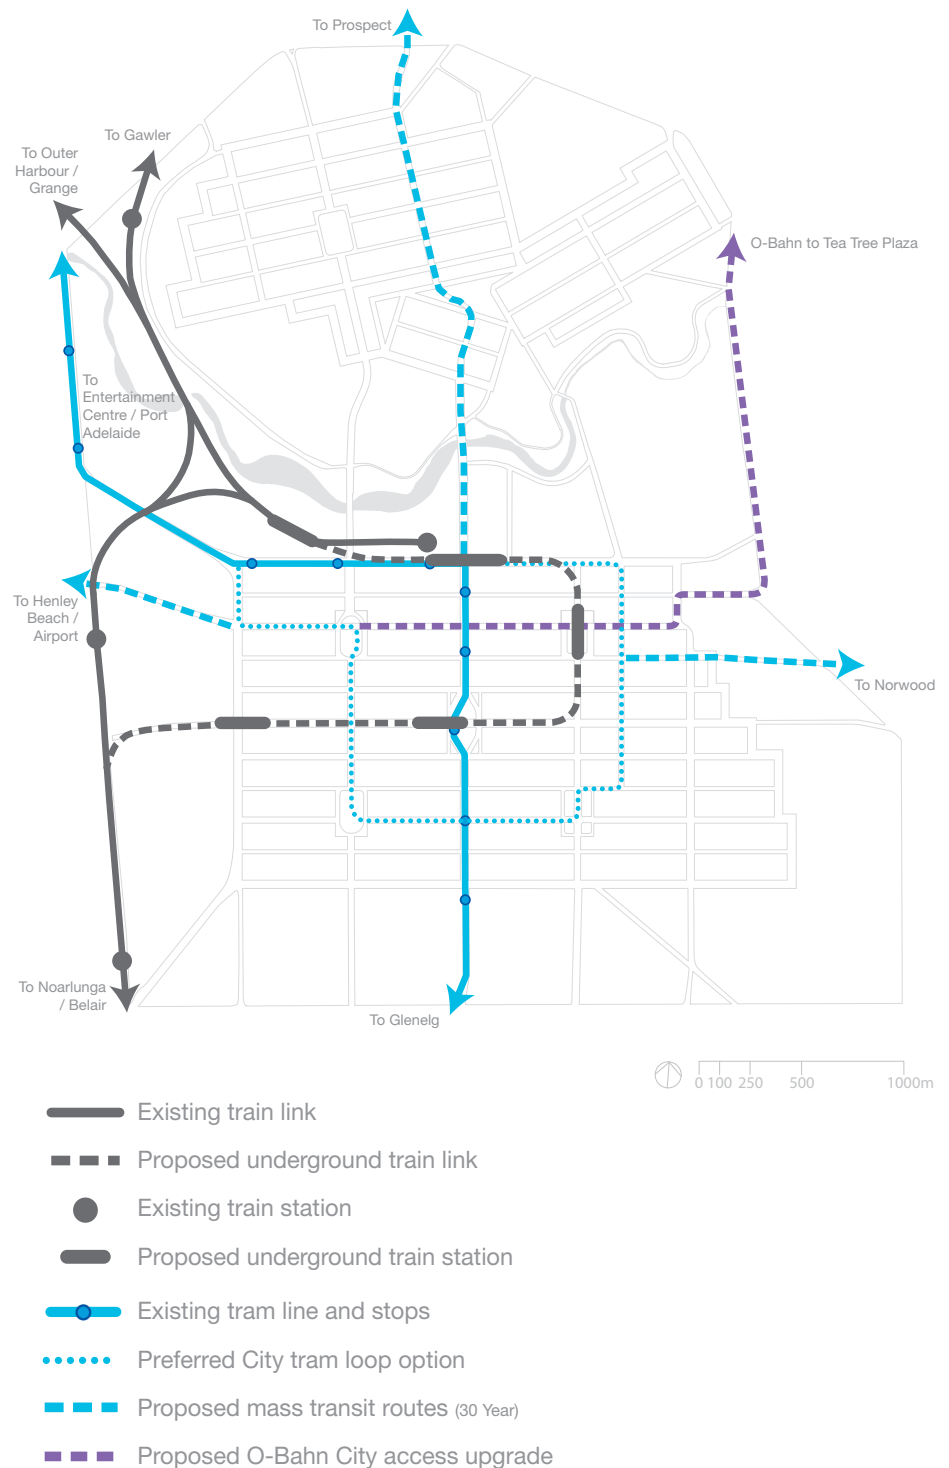 To Prospect
To Gawler
To Outer
Harbour /
Grange
O-Bahn to Tea Tree Plaza
To
Entertainment
Centre / Port
Adelaide
To Henley
Beach /
Airport
To Norwood
To Noarlunga
/ Belair
To Glenelg
0 100 250 500 1000m
Existing train link
Proposed underground train link
Existing train station
Proposed underground train station
Existing tram line and stops
Preferred City tram loop option
Proposed mass transit routes (30 Year)
Proposed O-Bahn City access upgrade